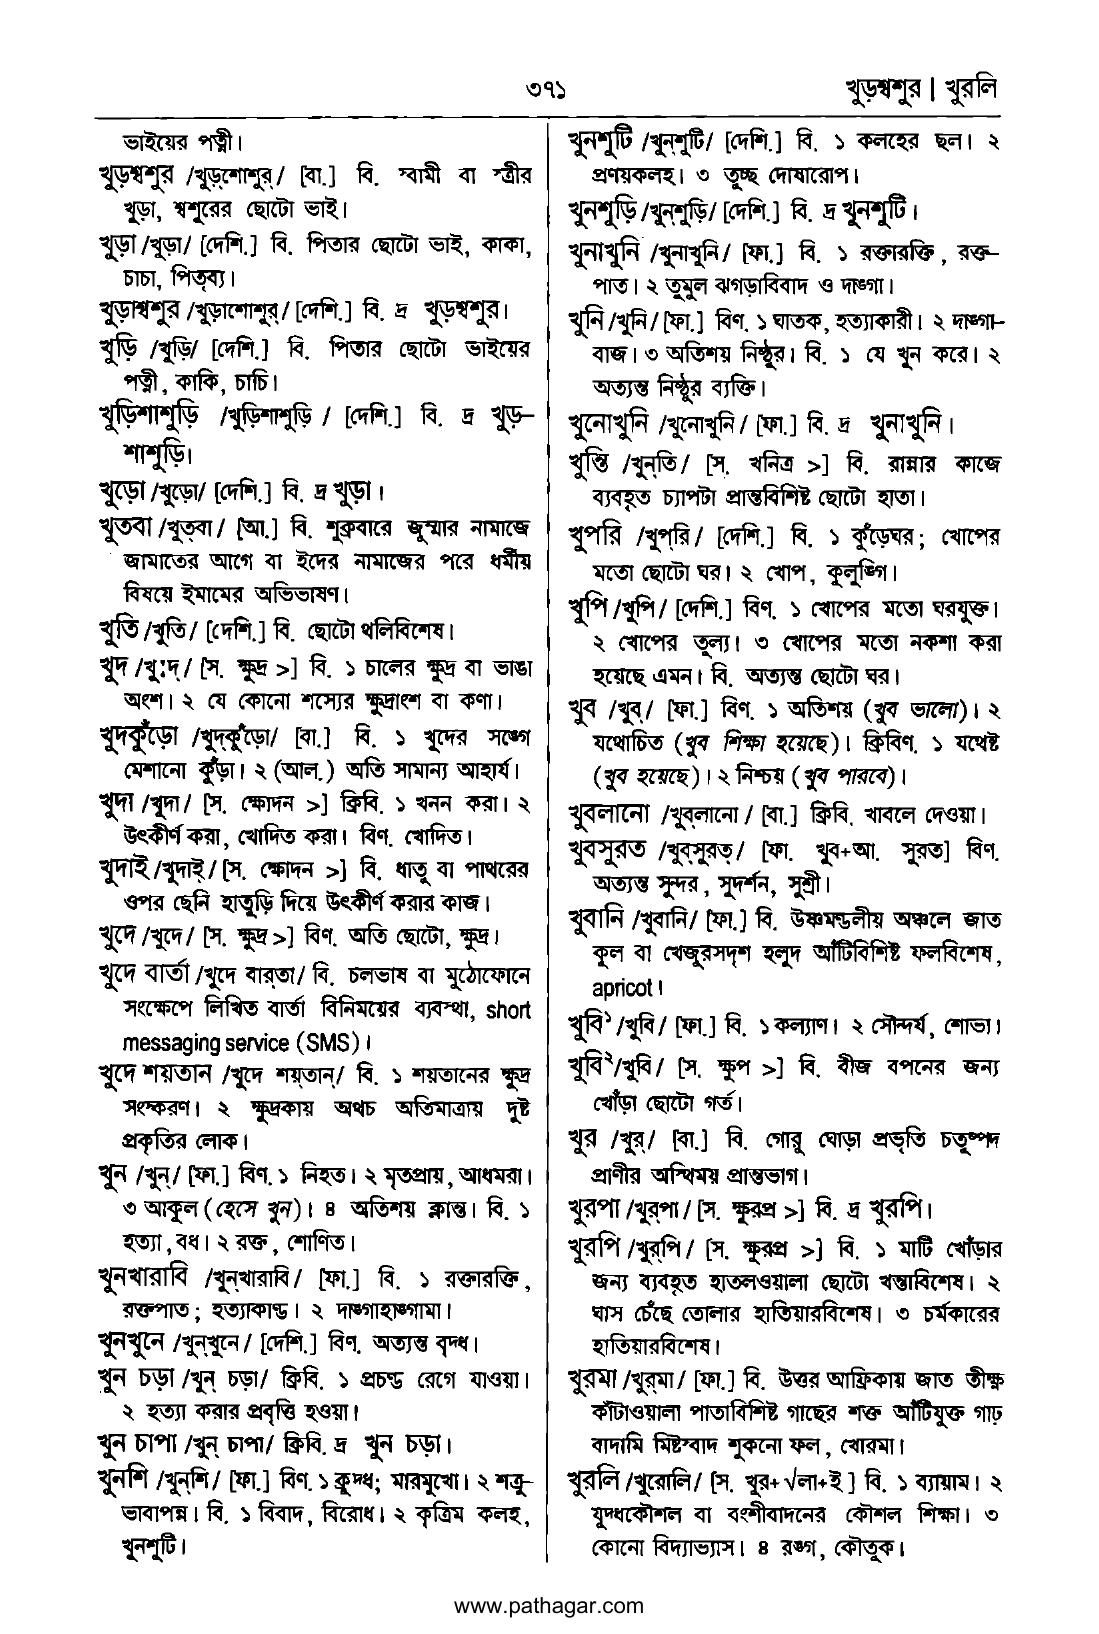 ৩৭১
খুড়শ্বশুর | খুরলি
ভাইয়ের পত্নী।
খুড়শ্বশুর /খুড়্‌শোশুর্‌/ [বা.] বি. স্বামী বা স্ত্রীর
খুড়া, শ্বশুরের ছোটো ভাই।
খুড়া /খুড়া/ [দেশি.] বি. পিতার ছোটো ভাই, কাকা,
চাচা, পিতৃব্য।
খুড়াশ্বশুর /খুড়াশোশুর্‌/ [দেশি.] বি. দ্র খুড়শ্বশুর।
খুড়ি /খুড়ি/ [দেশি.] বি. পিতার ছোটো ভাইয়ের
পত্নী, কাকি, চাচি।
খুড়িশাশুড়ি /খুড়িশাশুড়ি / [দেশি.] বি. দ্র খুড়–
শাশুড়ি।
খুড়ো /খুড়ো/ [দেশি.] বি. দ্র খুড়া।
খুতবা /খুত্‌বা/ [আ.] বি. শুক্রবারে জুম্মার নামাজে
জামাতের আগে বা ইদের নামাজের পরে ধর্মীয়
বিষয়ে ইমামের অভিভাষণ।
খুতি /খুতি/ [দেশি.] বি. ছোটো থলিবিশেষ।
খুদ /খু:দ্‌/ [স. ক্ষুদ্র >] বি. ১ চালের ক্ষুদ্র বা ভাঙা
অংশ। ২ যে কোনো শস্যের ক্ষুদ্রাংশ বা কণা।
খুদকুঁড়ো /খুদ্‌কুঁড়ো/ [বা.] বি. ১ খুদের সঙ্গে
মেশানো কুঁড়া। ২ (আল.) অতি সামান্য আহার্য।
খুদা /খুদা/ [স. ক্ষোদন >] ক্রিবি. ১ খনন করা। ২
উৎকীর্ণ করা, খোদিত করা। বিণ. খোদিত।
খুদাই /খুদাই্‌/ [স. ক্ষোদন >] বি. ধাতু বা পাথরের
ওপর ছেনি হাতুড়ি দিয়ে উৎকীর্ণ করার কাজ।
খুদে /খুদে/ [স. ক্ষুদ্র >] বিণ. অতি ছোটো, ক্ষুদ্র।
খুদে বার্তা /খুদে বার্‌তা/ বি. চলভাষ বা মুঠোফোনে
সংক্ষেপে লিখিত বার্তা বিনিময়ের ব্যবস্থা, short
messaging service (SMS)।
খুদে শয়তান /খুদে শয়্‌তান্‌/ বি. ১ শয়তানের ক্ষুদ্র
সংস্করণ। ২ ক্ষুদ্রকায় অথচ অতিমাত্রায় দুষ্ট
প্রকৃতির লোক।
খুন /খুন্‌/ [ফা.] বিণ. ১ নিহত। ২ মৃতপ্রায়, আধমরা।
৩ আকুল (হেসে খুন)। ৪ অতিশয় ক্লান্ত। বি. ১
হত্যা, বধ। ২ রক্ত, শোণিত।
খুনখারাবি /খুন্‌খারাবি/ [ফা.] বি. ১ রক্তারক্তি,
রক্তপাত; হত্যাকাণ্ড। ২ দাঙ্গাহাঙ্গামা।
খুনখুনে /খুন্‌খুনে/ [দেশি.] বিণ. অত্যন্ত বৃদ্ধ।
খুন চড়া /খুন্‌ চড়া/ ক্রিবি. ১ প্রচণ্ড রেগে যাওয়া।
২ হত্যা করার প্রবৃত্তি হওয়া।
খুন চাপা /খুন্‌ চাপা/ ক্রিবি. দ্র খুন চড়া।
খুনশি /খুন্‌শি/ [ফা.] বিণ. ১ ক্রুদ্ধ; মারমুখো। ২ শত্রু–
ভাবাপন্ন। বি. ১ বিবাদ, বিরোধ। ২ কৃত্রিম কলহ,
খুনশুটি।
খুনশুটি /খুন্‌শুটি/ [দেশি.] বি. ১ কলহের ছল। ২
প্রণয়কলহ। ৩ তুচ্ছ দোষারোপ।
খুনশুড়ি /খুন্‌শুড়ি/ [দেশি.] বি. দ্র খুনশুটি।
খুনাখুনি /খুনাখুনি/ [ফা.] বি. ১ রক্তারক্তি, রক্ত–
পাত। ২ তুমুল ঝগড়াবিবাদ ও দাঙ্গা।
খুনি /খুনি/ [ফা.] বিণ. ১ ঘাতক, হত্যাকারী। ২ দাঙ্গা–
বাজ। ৩ অতিশয় নিষ্ঠুর। বি. ১ যে খুন করে। ২
অত্যন্ত নিষ্ঠুর ব্যক্তি।
খুনোখুনি /খুনোখুনি/ [ফা.] বি. দ্র খুনাখুনি।
খুন্তি /খুন্‌তি/ [স. খনিত্র >] বি. রান্নার কাজে
ব্যবহৃত চ্যাপটা প্রান্তবিশিষ্ট ছোটো হাতা।
খুপরি /খুপ্‌রি/ [দেশি.] বি. ১ কুঁড়েঘর; খোপের
মতো ছোটো ঘর। ২ খোপ, কুলুঙ্গি।
খুপি /খুপি/ [দেশি.] বিণ. ১ খোপের মতো ঘরযুক্ত।
২ খোপের তুল্য। ৩ খোপের মতো নকশা করা
হয়েছে এমন। বি. অত্যন্ত ছোটো ঘর।
খুব /খুব্‌/ [ফা.] বিণ. ১ অতিশয় (খুব ভালো)। ২
যথোচিত (খুব শিক্ষা হয়েছে)। ক্রিবিণ. ১ যথেষ্ট
(খুব হয়েছে)। ২ নিশ্চয় (খুব পারবে)।
খুবলানো /খুব্‌লানো/ [বা.] ক্রিবি. খাবলে দেওয়া।
খুবসুরত /খুব্‌সুরত্‌/ [ফা. খুব+আ. সুরত] বিণ.
অত্যন্ত সুন্দর, সুদর্শন, সুশ্রী।
খুবানি /খুবানি/ [ফা.] বি. উষ্ণমণ্ডলীয় অঞ্চলে জাত
কুল বা খেজুরসদৃশ হলুদ আঁটিবিশিষ্ট ফলবিশেষ,
apricot।
খুবি১ /খুবি/ [ফা.] বি. ১ কল্যাণ। ২ সৌন্দর্য, শোভা।
খুবি২ /খুবি/ [স. ক্ষুপ >] বি. বীজ বপনের জন্য
খোঁড়া ছোটো গর্ত।
খুর /খুর্‌/ [বা.] বি. গোরু ঘোড়া প্রভৃতি চতুষ্পদ
প্রাণীর অস্থিময় প্রান্তভাগ।
খুরপা /খুর্‌পা/ [স. ক্ষুরপ্র >] বি. দ্র খুরপি।
খুরপি /খুর্‌পি/ [স. ক্ষুরপ্র >] বি. ১ মাটি খোঁড়ার
জন্য ব্যবহৃত হাতলওয়ালা ছোটো খন্তাবিশেষ। ২
ঘাস চেঁছে তোলার হাতিয়ারবিশেষ। ৩ চর্মকারের
হাতিয়ারবিশেষ।
খুরমা /খুর্‌মা/ [ফা.] বি. উত্তর আফ্রিকায় জাত তীক্ষ্ণ
কাঁটাওয়ালা পাতাবিশিষ্ট গাছের শক্ত আঁটিযুক্ত গাঢ়
বাদামি মিষ্টস্বাদ শুকনো ফল, খোরমা।
খুরলি /খুরোলি/ [স. খুর+√লা+ই] বি. ১ ব্যায়াম। ২
যুদ্ধকৌশল বা বংশীবাদনের কৌশল শিক্ষা। ৩
কোনো বিদ্যাভ্যাস। ৪ রঙ্গ, কৌতুক।
www.pathagar.com